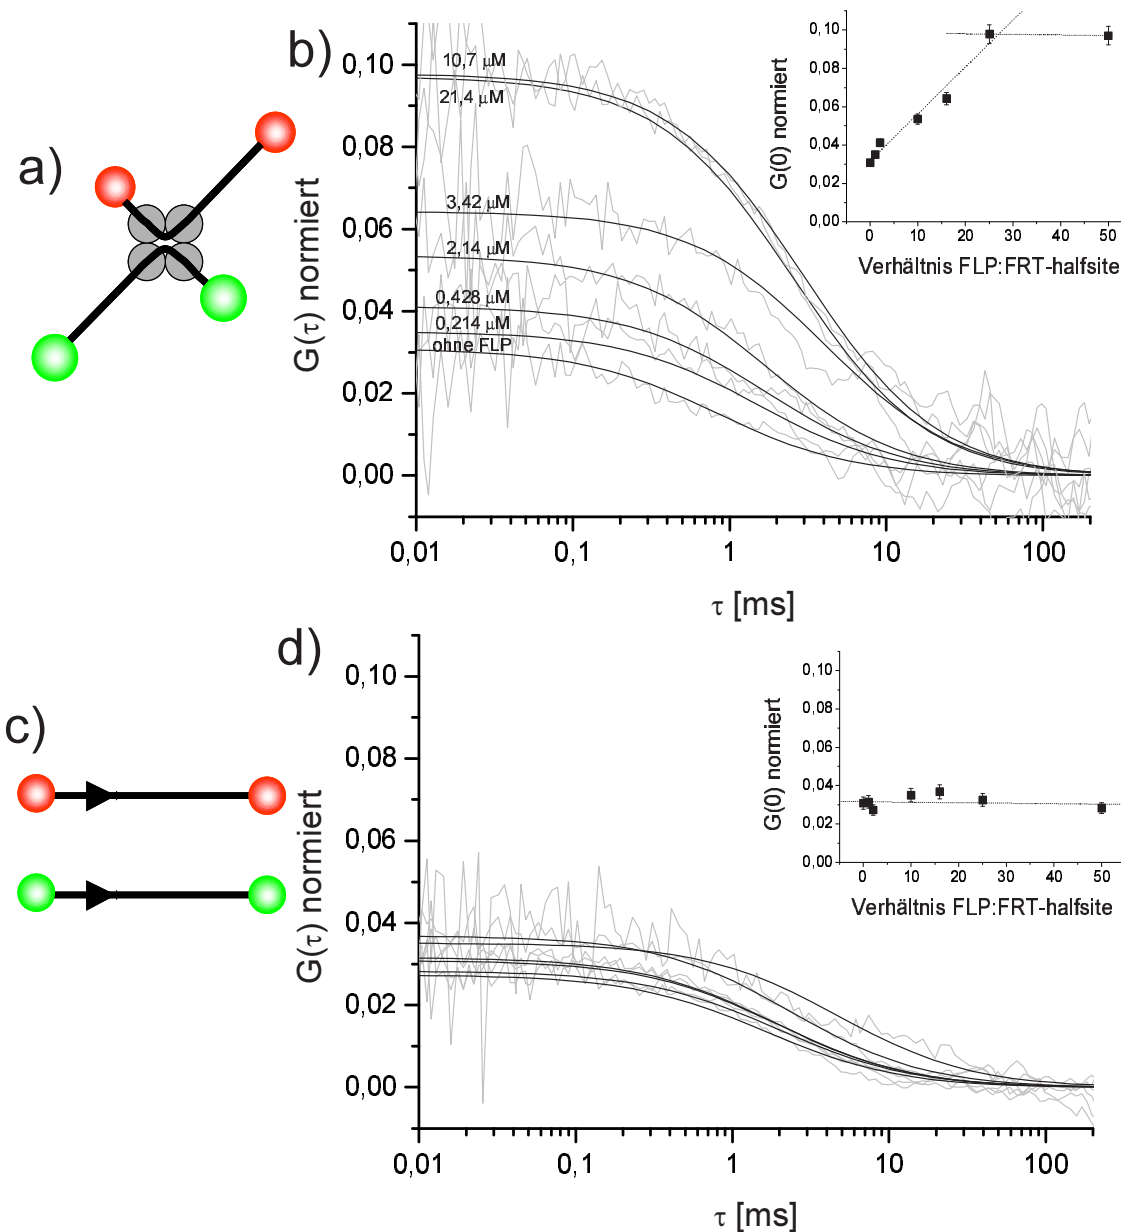 a)
b)
G(τ) normiert
0,10
0,08
0,06
0,04
0,02
0,00
10,7 μM
21,4 μM
3,42 μM
2,14 μM
0,428 μM
0,214 μM
ohne FLP
0,01
0,1
1
10
100
τ [ms]
G(0) normiert
0,10
0,08
0,06
0,04
0,02
0,00
0
10
20
30
40
50
Verhältnis FLP:FRT-halfsite
c)
d)
G(τ) normiert
0,10
0,08
0,06
0,04
0,02
0,00
0,01
0,1
1
10
100
τ [ms]
G(0) normiert
0,10
0,08
0,06
0,04
0,02
0,00
0
10
20
30
40
50
Verhältnis FLP:FRT-halfsite